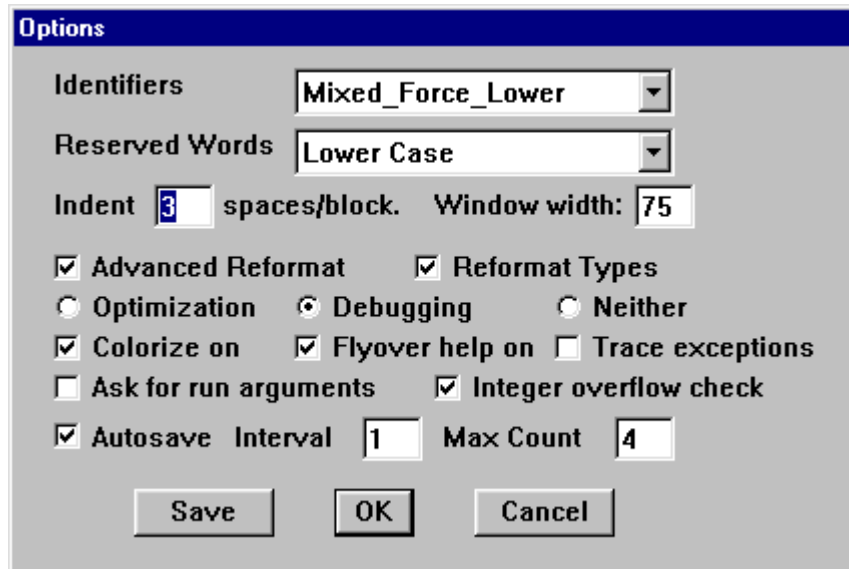 Options
Identifiers Mixed_Force_Lower
Reserved Words Lower Case
Indent 3 spaces/block. Window width: 75
Advanced Reformat Reformat Types
Optimization Debugging Neither
Colorize on Flyover help on Trace exceptions
Ask for run arguments Integer overflow check
Autosave Interval 1 Max Count 4
Save OK Cancel